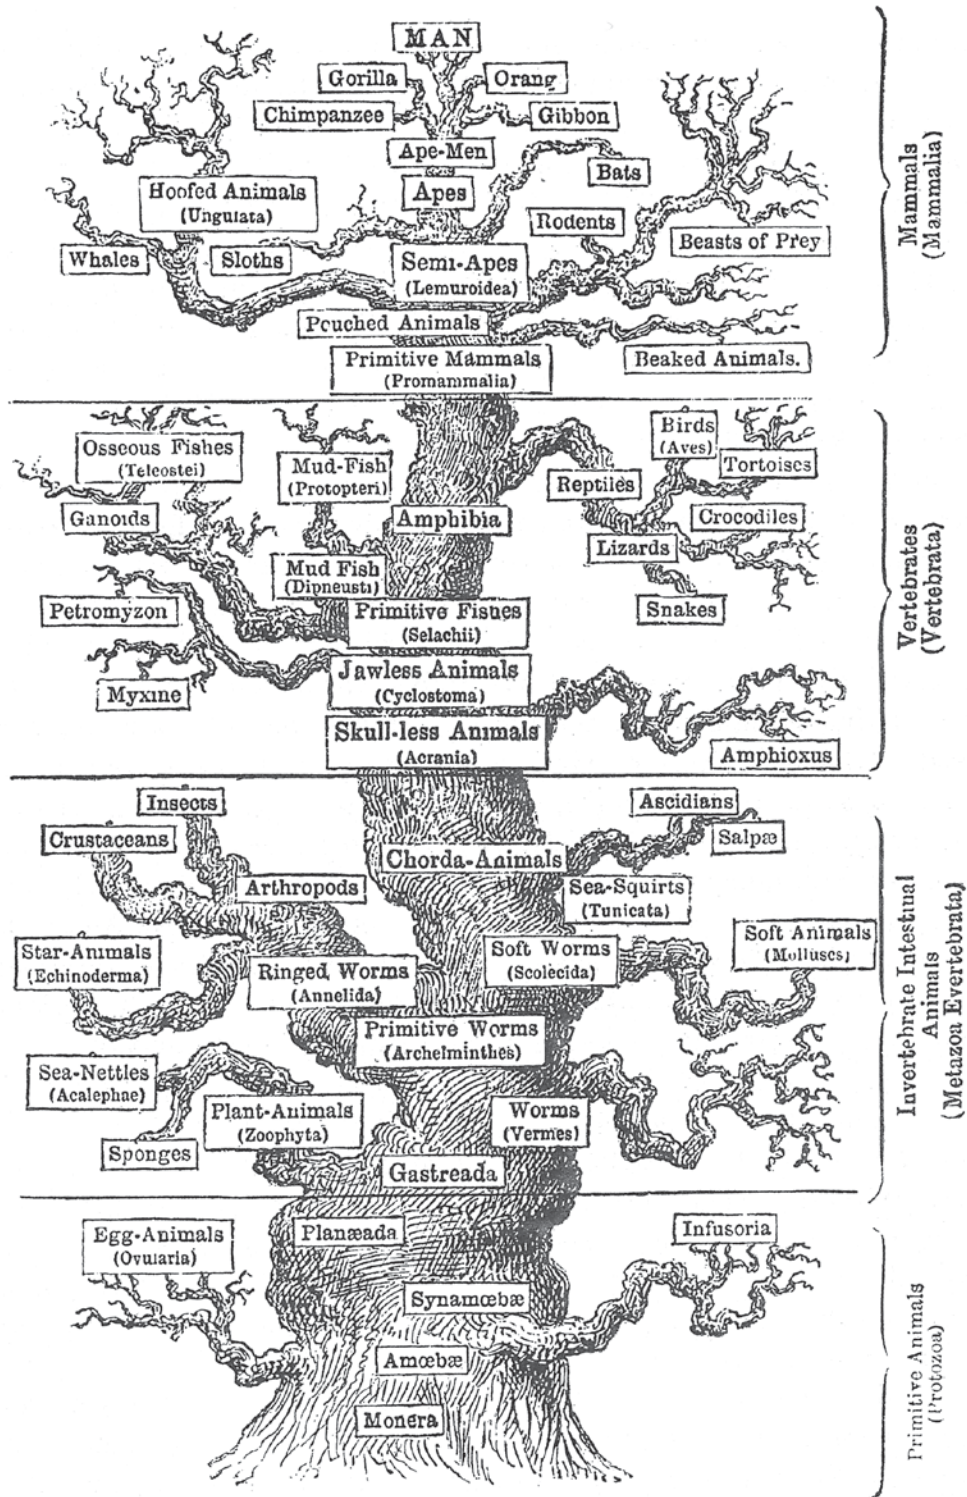 MAN
Gorilla
Orang
Chimpanzee
Gibbon
Ape-Men
Bats
Apes
Hoofed Animals
(Ungulata)
Rodents
Beasts of Prey
Whales
Sloths
Semi-Apes
(Lemuroidea)
Pouched Animals
Primitive Mammals
(Promammalia)
Beaked Animals.
Mammals
(Mammalia)
Osseous Fishes
(Teleostei)
Mud-Fish
(Protopteri)
Birds
(Aves)
Tortoises
Reptiles
Ganoids
Amphibia
Crocodiles
Lizards
Mud Fish
(Dipneusti)
Petromyzon
Primitive Fishes
(Selachii)
Snakes
Jawless Animals
(Cyclostoma)
Myxine
Skull-less Animals
(Acrania)
Amphioxus
Vertebrates
(Vertebrata)
Insects
Ascidians
Crustaceans
Salpæ
Chorda-Animals
Arthropods
Sea-Squirts
(Tunicata)
Star-Animals
(Echinoderma)
Soft Worms
(Scolecida)
Soft Animals
(Molluscs)
Ringed Worms
(Annelida)
Primitive Worms
(Archelminthes)
Sea-Nettles
(Acalephae)
Plant-Animals
(Zoophyta)
Worms
(Vermes)
Sponges
Gastreada
Invertebrate Intestinal
Animals
(Metazoa Evertebrata)
Egg-Animals
(Ovularia)
Planæada
Infusoria
Synamœbæ
Amœbæ
Monera
Primitive Animals
(Protozoa)